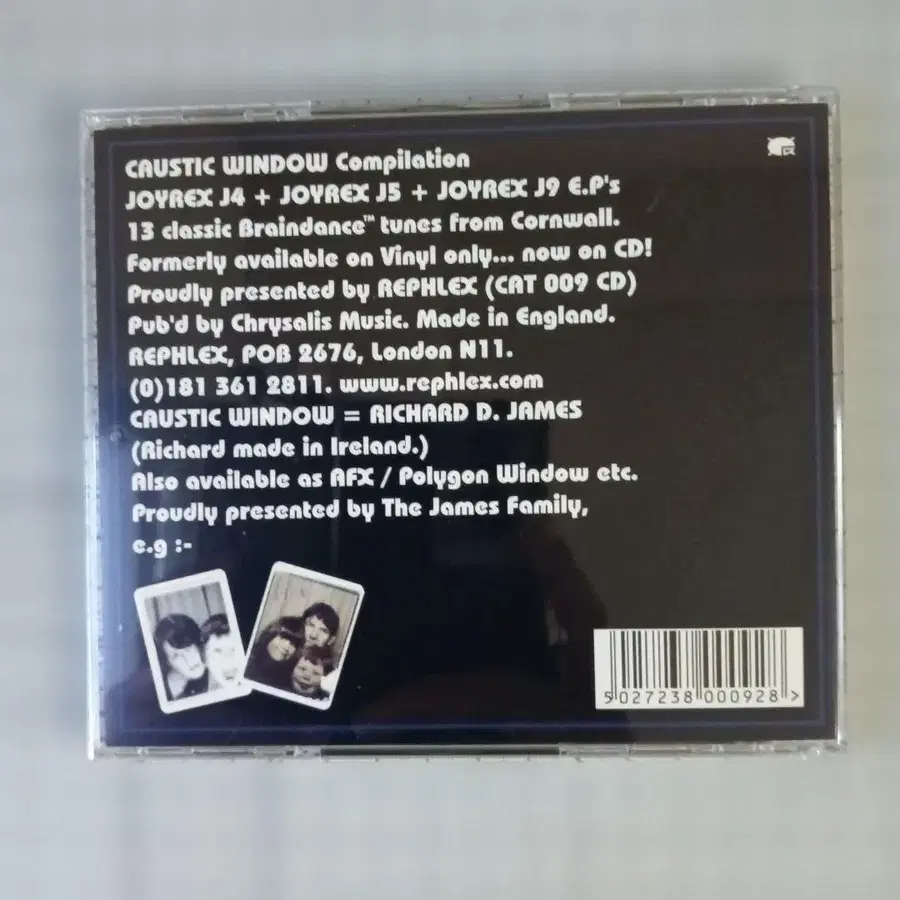 CAUSTIC WINDOW Compilation
JOYREX J4 + JOYREX J5 + JOYREX J9 E.P's
13 classic Braindance™ tunes from Cornwall.
Formerly available on Vinyl only... now on CD!
Proudly presented by REPHLEX (CAT 009 CD)
Pub'd by Chrysalis Music. Made in England.
REPHLEX, POB 2676, London N11.
(0)181 361 2811. www.rephlex.com
CAUSTIC WINDOW = RICHARD D. JAMES
(Richard made in Ireland.)
Also available as AFX / Polygon Window etc.
Proudly presented by The James Family,
e.g :-
5 027238 000928 >